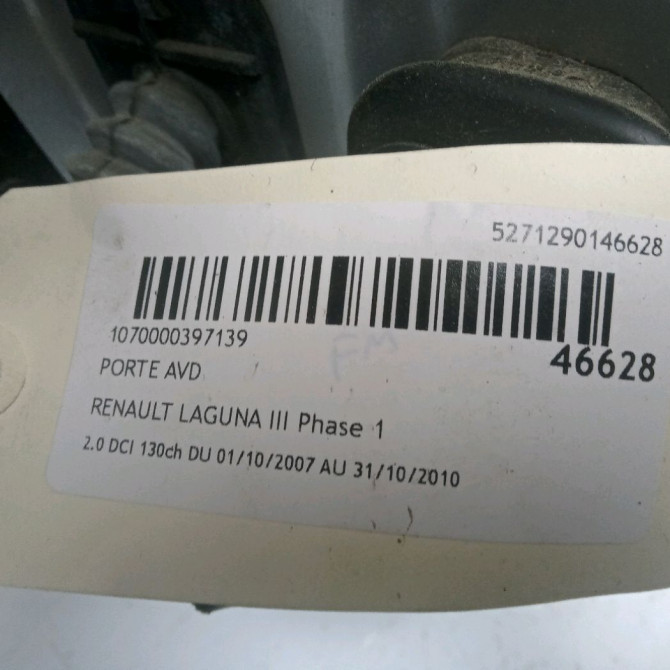 5271290146628
1070000397139
46628
PORTE AVD
RENAULT LAGUNA III Phase 1
2.0 DCI 130ch DU 01/10/2007 AU 31/10/2010